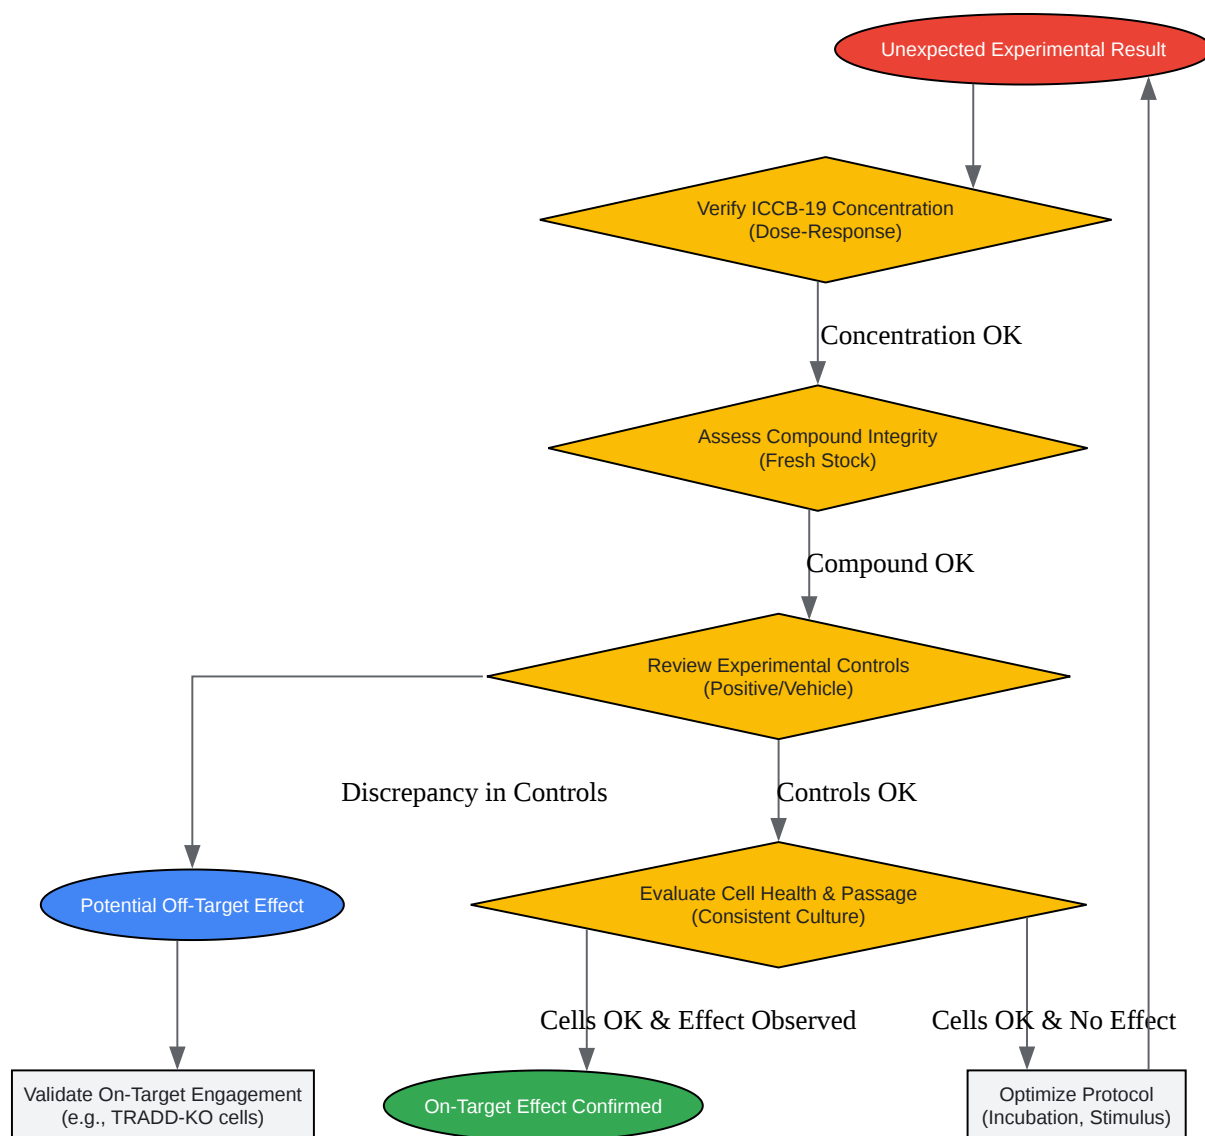 Unexpected Experimental Result
Verify ICCB-19 Concentration
(Dose-Response)
Concentration OK
Assess Compound Integrity
(Fresh Stock)
Compound OK
Review Experimental Controls
(Positive/Vehicle)
Discrepancy in Controls
Controls OK
Potential Off-Target Effect
Evaluate Cell Health & Passage
(Consistent Culture)
Cells OK & Effect Observed
Cells OK & No Effect
Validate On-Target Engagement
(e.g., TRADD-KO cells)
On-Target Effect Confirmed
Optimize Protocol
(Incubation, Stimulus)